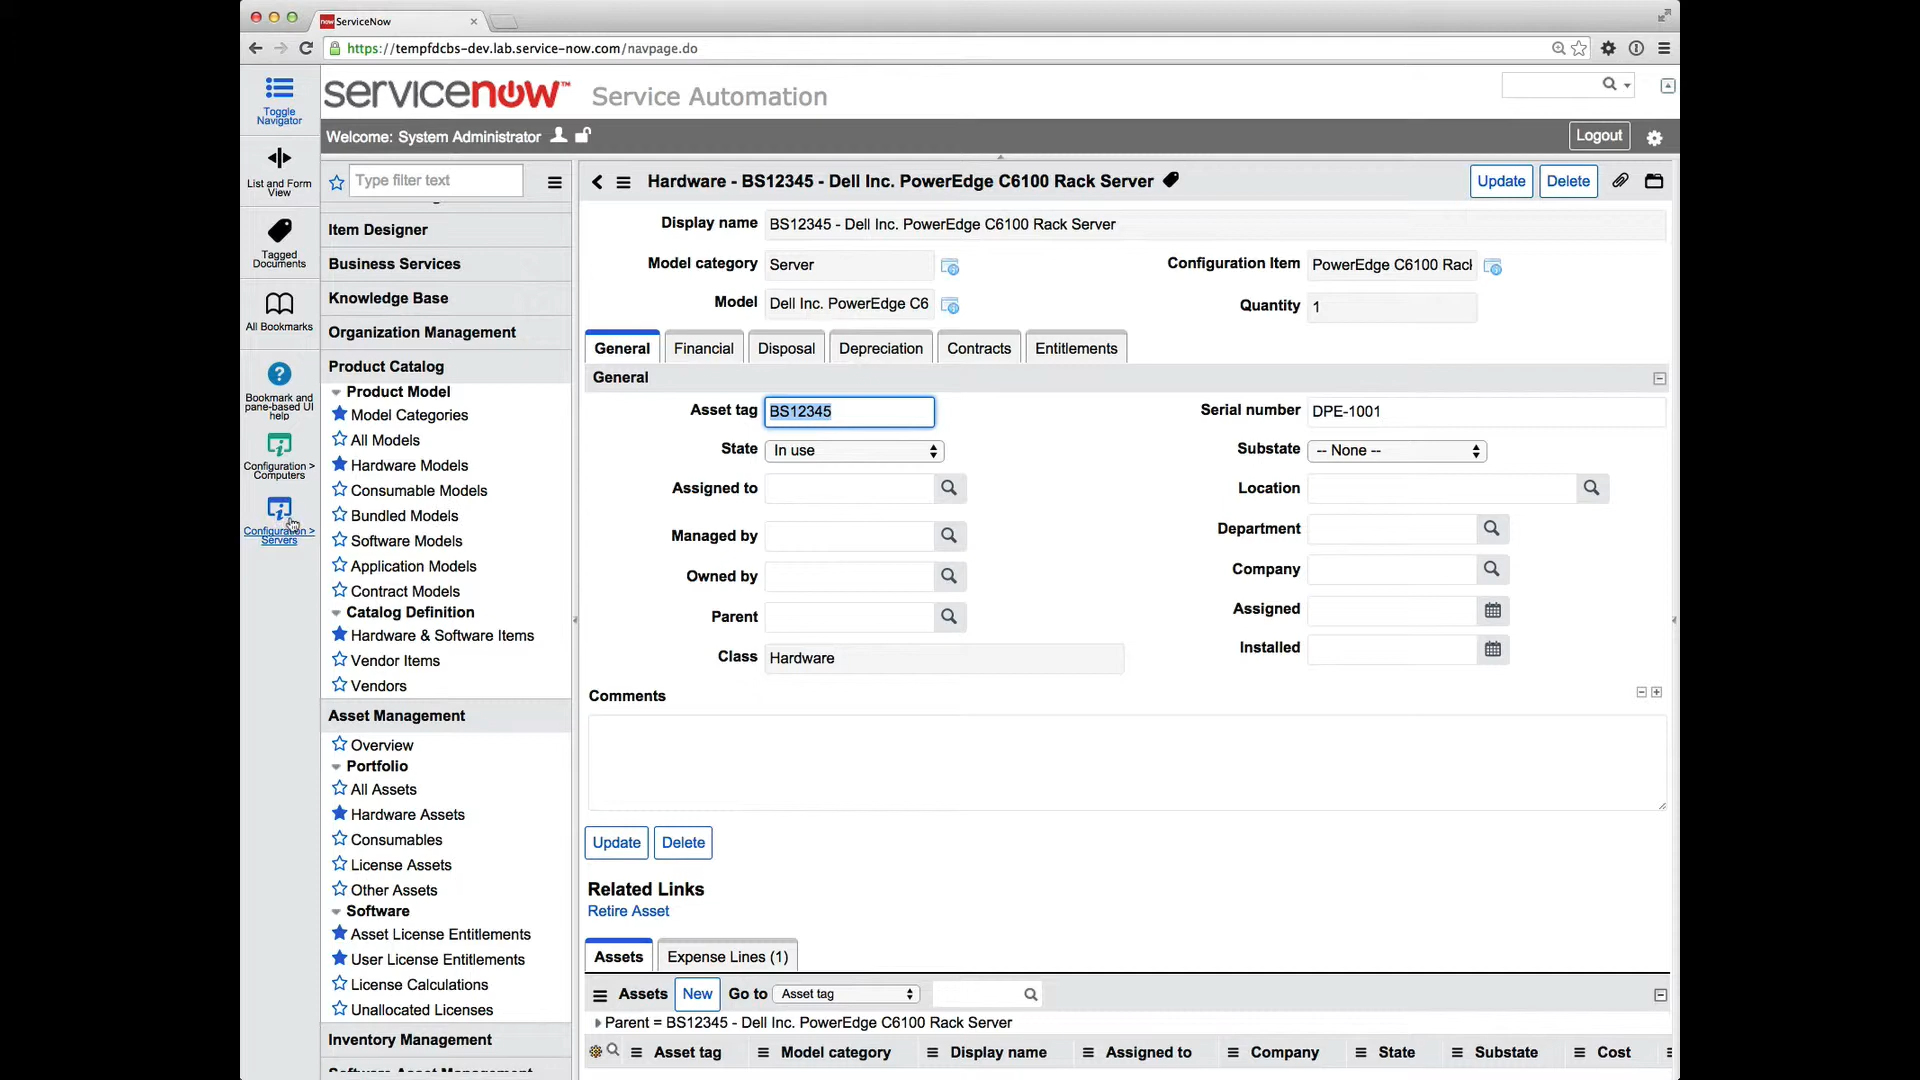 ServiceNow
https://tempfdcbs-dev.lab.service-now.com/navpage.do
servicenow™ Service Automation
Welcome: System Administrator
Logout
Toggle
Navigator
List and Form
View
Tagged
Documents
All Bookmarks
Bookmark and
pane-based UI
help
Configuration >
Computers
Configuration >
Servers
Type filter text
Item Designer
Business Services
Knowledge Base
Organization Management
Product Catalog
Product Model
Model Categories
All Models
Hardware Models
Consumable Models
Bundled Models
Software Models
Application Models
Contract Models
Catalog Definition
Hardware & Software Items
Vendor Items
Vendors
Asset Management
Overview
Portfolio
All Assets
Hardware Assets
Consumables
License Assets
Other Assets
Software
Asset License Entitlements
User License Entitlements
License Calculations
Unallocated Licenses
Inventory Management
Software Asset Management
Hardware - BS12345 - Dell Inc. PowerEdge C6100 Rack Server
Update Delete
Display name BS12345 - Dell Inc. PowerEdge C6100 Rack Server
Model category Server
Configuration Item PowerEdge C6100 Rack
Model Dell Inc. PowerEdge C6
Quantity 1
General Financial Disposal Depreciation Contracts Entitlements
General
Asset tag BS12345
Serial number DPE-1001
State In use
Substate -- None --
Assigned to
Location
Managed by
Department
Owned by
Company
Parent
Assigned
Class Hardware
Installed
Comments
Update Delete
Related Links
Retire Asset
Assets Expense Lines (1)
Assets New Go to Asset tag
Parent = BS12345 - Dell Inc. PowerEdge C6100 Rack Server
Asset tag Model category Display name Assigned to Company State Substate Cost